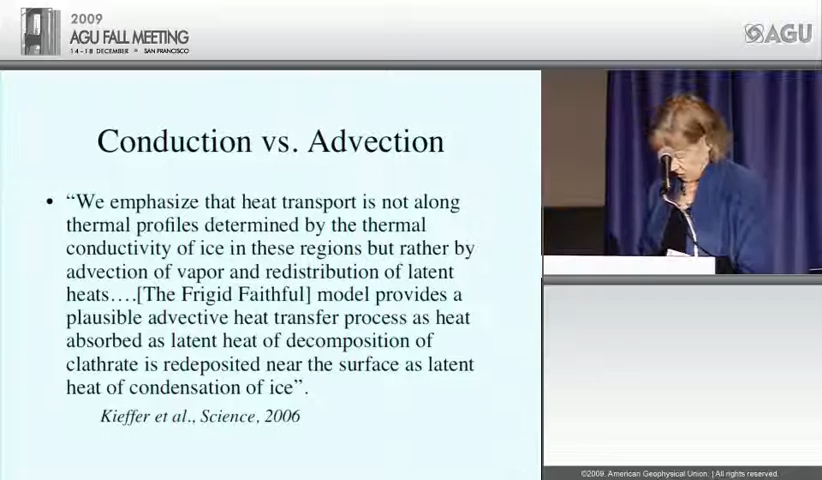 2009
AGU FALL MEETING
14-18 DECEMBER • SAN FRANCISCO
AGU
Conduction vs. Advection
• “We emphasize that heat transport is not along
thermal profiles determined by the thermal
conductivity of ice in these regions but rather by
advection of vapor and redistribution of latent
heats….[The Frigid Faithful] model provides a
plausible advective heat transfer process as heat
absorbed as latent heat of decomposition of
clathrate is redeposited near the surface as latent
heat of condensation of ice”.
Kieffer et al., Science, 2006
©2009. American Geophysical Union. | All rights reserved.